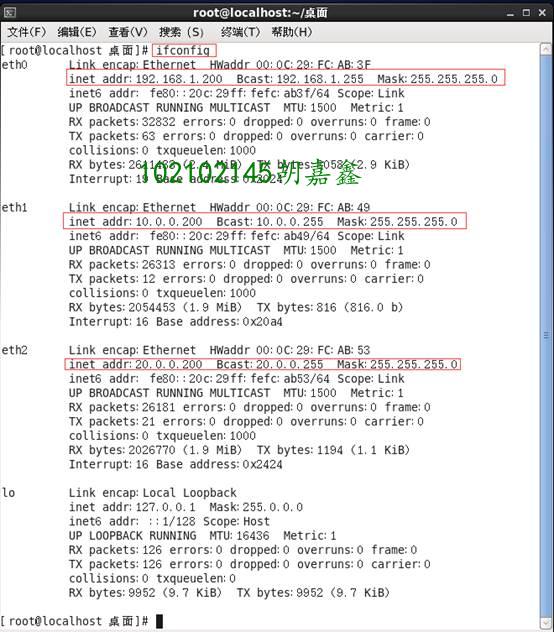 root@localhost:~/桌面
文件(F) 编辑(E) 查看(V) 搜索 (S) 终端(T) 帮助(H)
[root@localhost 桌面]# ifconfig
eth0 Link encap:Ethernet HWaddr 00:0C:29:FC:AB:3F
inet addr:192.168.1.200 Bcast:192.168.1.255 Mask:255.255.255.0
inet6 addr: fe80::20c:29ff:fefc:ab3f/64 Scope:Link
UP BROADCAST RUNNING MULTICAST MTU:1500 Metric:1
RX packets:32832 errors:0 dropped:0 overruns:0 frame:0
TX packets:63 errors:0 dropped:0 overruns:0 carrier:0
collisions:0 txqueuelen:1000
RX bytes: MiB) TX bytes: KiB)
102102145胡嘉鑫
Interrupt:19 Base address:0x2024
eth1 Link encap:Ethernet HWaddr 00:0C:29:FC:AB:49
inet addr:10.0.0.200 Bcast:10.0.0.255 Mask:255.255.255.0
inet6 addr: fe80::20c:29ff:fefc:ab49/64 Scope:Link
UP BROADCAST RUNNING MULTICAST MTU:1500 Metric:1
RX packets:26313 errors:0 dropped:0 overruns:0 frame:0
TX packets:12 errors:0 dropped:0 overruns:0 carrier:0
collisions:0 txqueuelen:1000
RX bytes:2054453 (1.9 MiB) TX bytes:816 (816.0 b)
Interrupt:16 Base address:0x20a4
eth2 Link encap:Ethernet HWaddr 00:0C:29:FC:AB:53
inet addr:20.0.0.200 Bcast:20.0.0.255 Mask:255.255.255.0
inet6 addr: fe80::20c:29ff:fefc:ab53/64 Scope:Link
UP BROADCAST RUNNING MULTICAST MTU:1500 Metric:1
RX packets:26181 errors:0 dropped:0 overruns:0 frame:0
TX packets:21 errors:0 dropped:0 overruns:0 carrier:0
collisions:0 txqueuelen:1000
RX bytes:2026770 (1.9 MiB) TX bytes:1194 (1.1 KiB)
Interrupt:16 Base address:0x2424
lo Link encap:Local Loopback
inet addr:127.0.0.1 Mask:255.0.0.0
inet6 addr: ::1/128 Scope:Host
UP LOOPBACK RUNNING MTU:16436 Metric:1
RX packets:126 errors:0 dropped:0 overruns:0 frame:0
TX packets:126 errors:0 dropped:0 overruns:0 carrier:0
collisions:0 txqueuelen:0
RX bytes:9952 (9.7 KiB) TX bytes:9952 (9.7 KiB)
[root@localhost 桌面]#